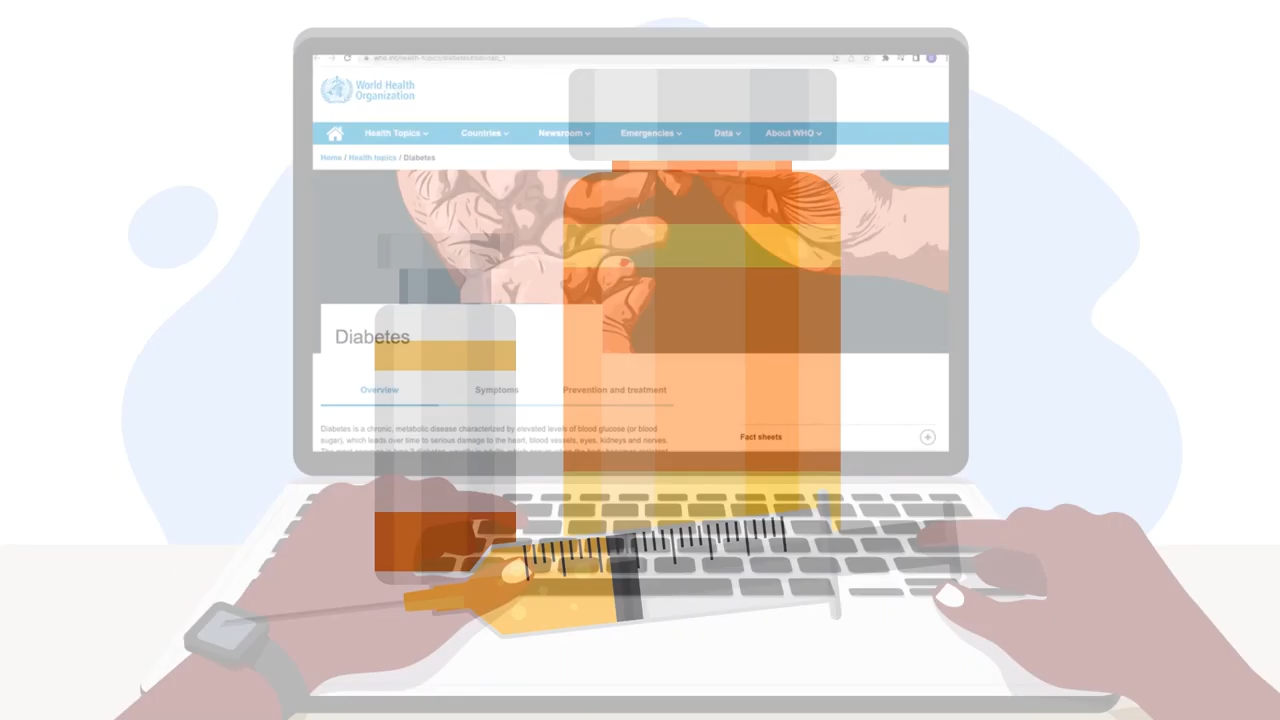 World Health
Organization
Health Topics
Countries
Newsroom
Emergencies
Data
About WHO
Home / Health topics / Diabetes
Diabetes
Overview
Symptoms
Prevention and treatment
Diabetes is a chronic, metabolic disease characterized by elevated levels of blood glucose (or blood
sugar), which leads over time to serious damage to the heart, blood vessels, eyes, kidneys and nerves.
Fact sheets